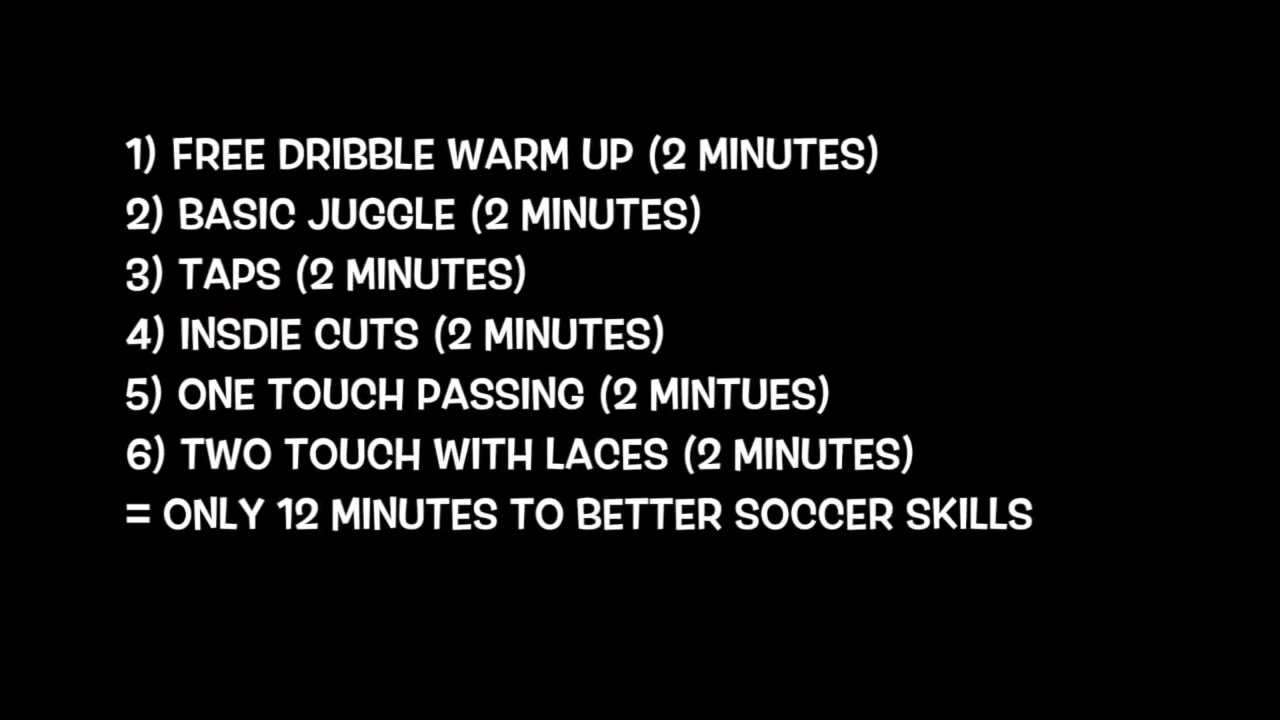 1) FREE DRIBBLE WARM UP (2 MINUTES)
2) BASIC JUGGLE (2 MINUTES)
3) TAPS (2 MINUTES)
4) INSDIE CUTS (2 MINUTES)
5) ONE TOUCH PASSING (2 MINTUES)
6) TWO TOUCH WITH LACES (2 MINUTES)
= ONLY 12 MINUTES TO BETTER SOCCER SKILLS